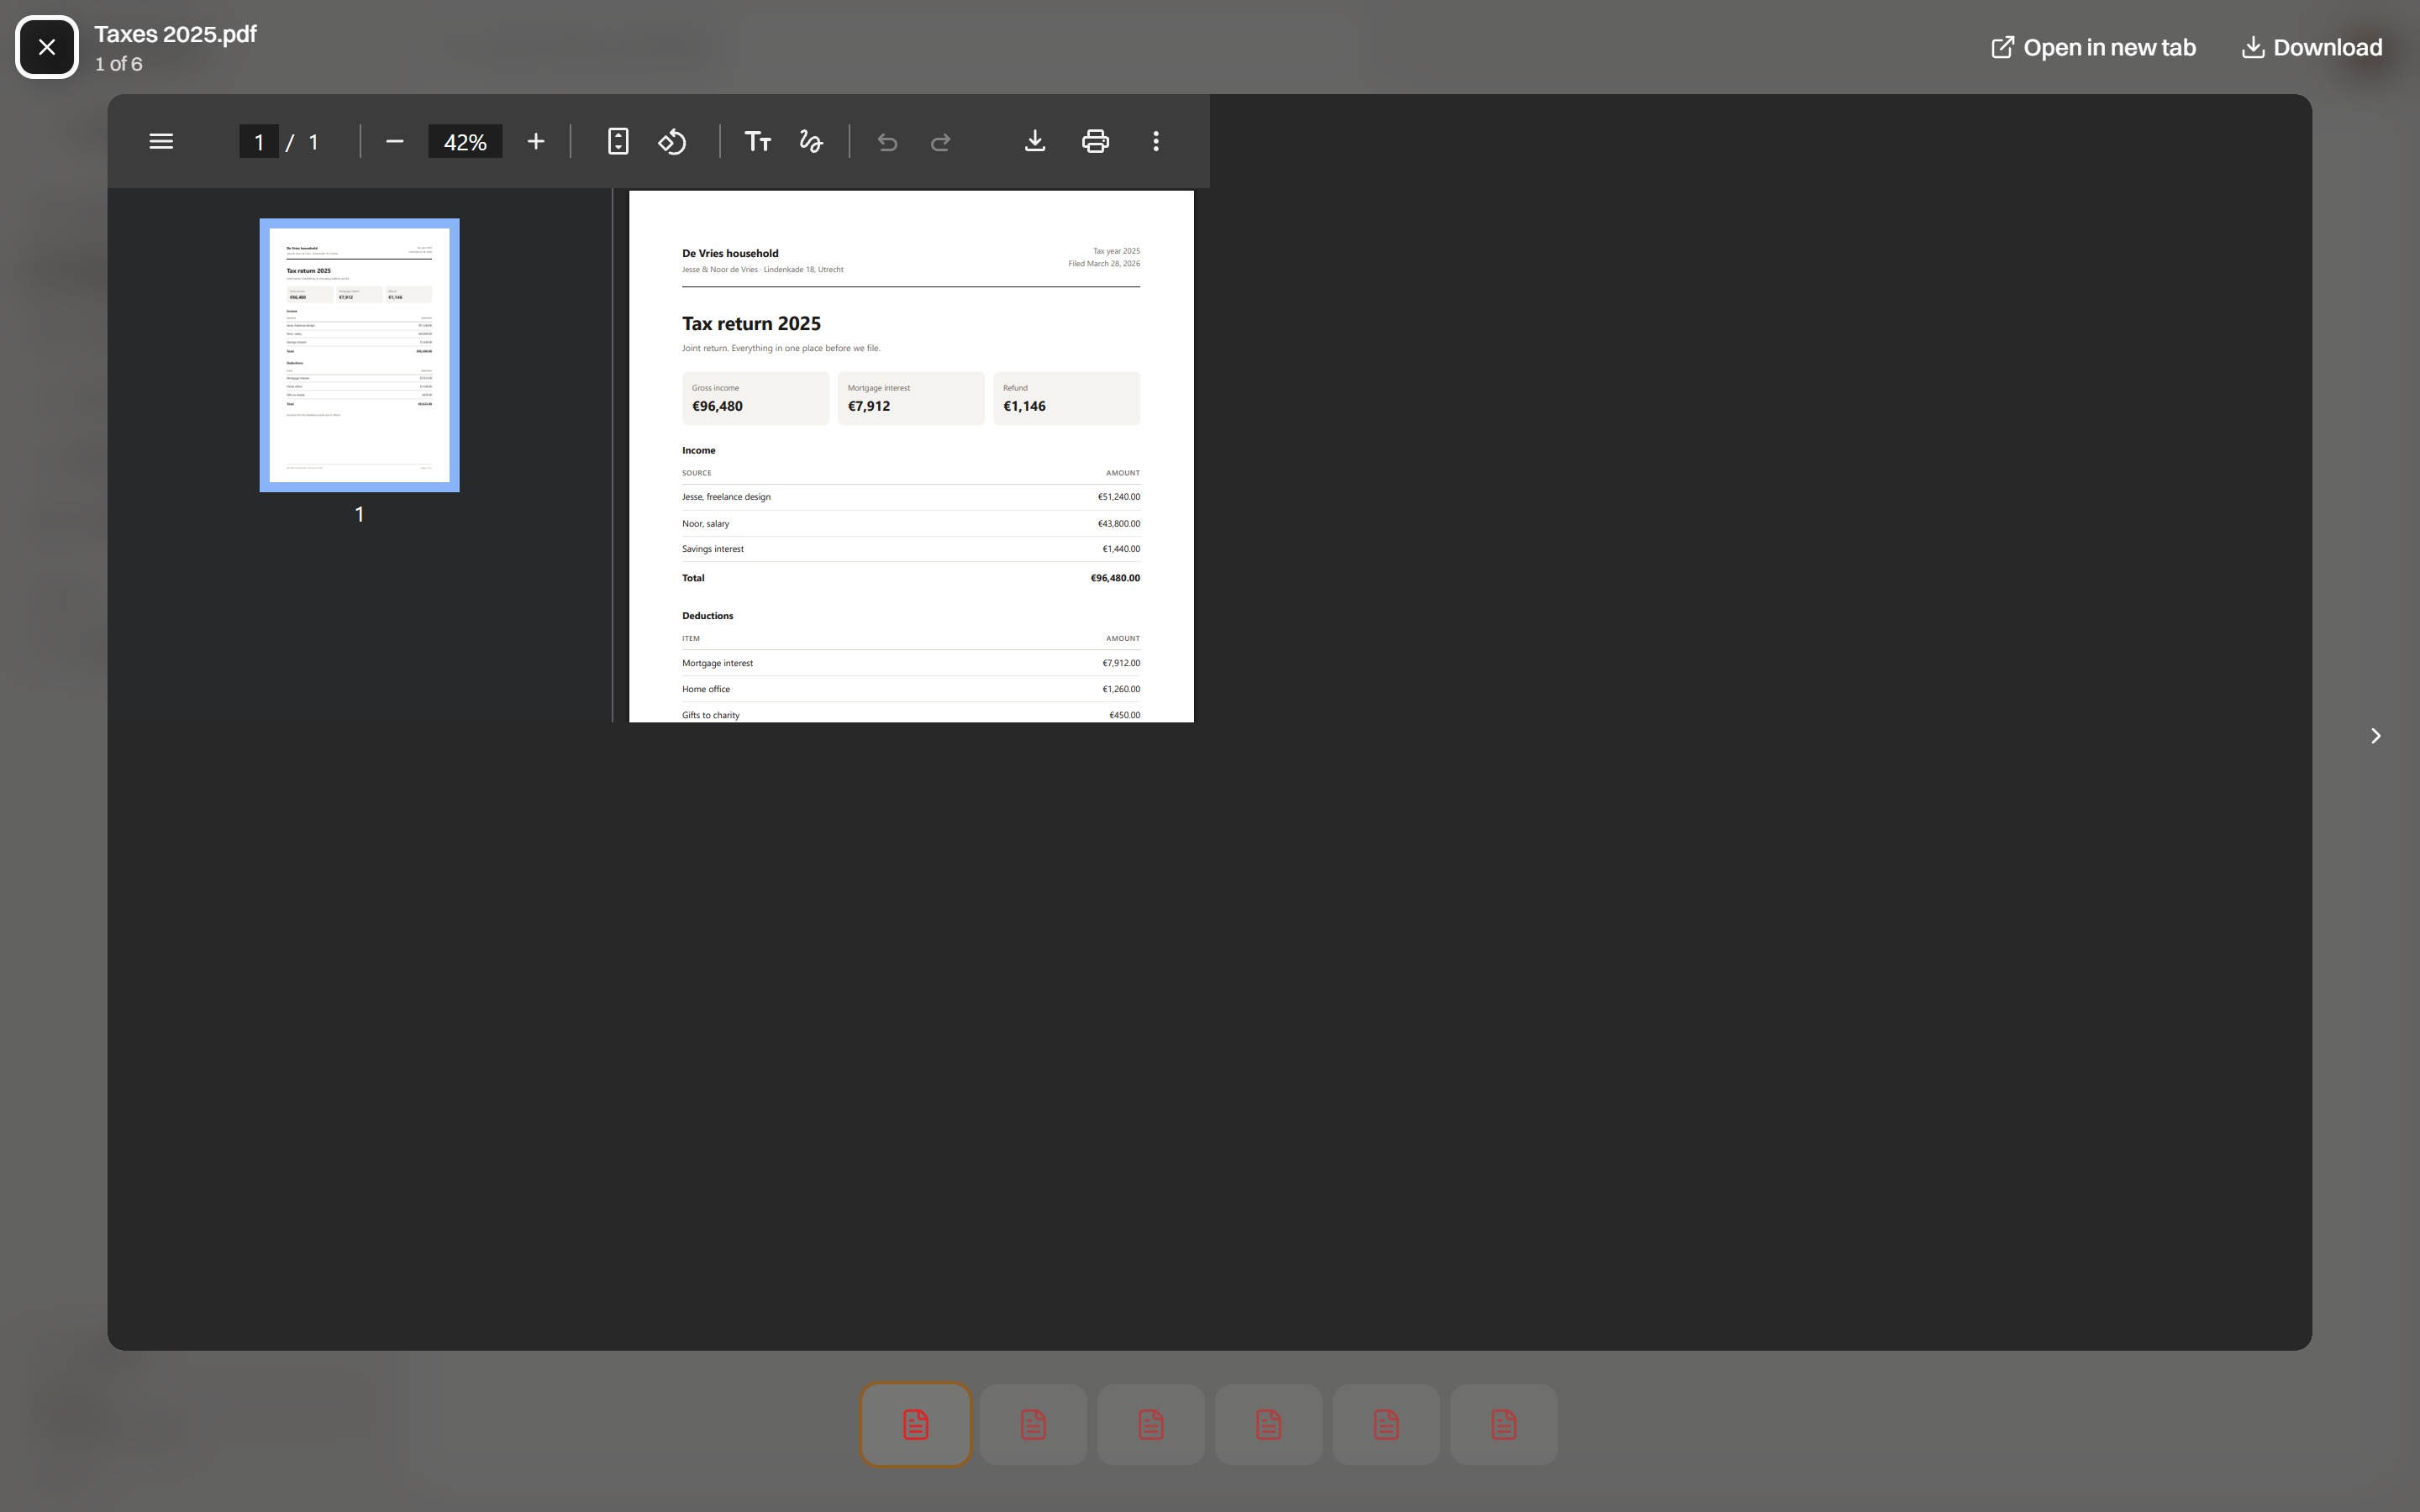 Taxes 2025.pdf
1 of 6
Open in new tab
Download
1 / 1
42%
1
De Vries household
Jesse & Noor de Vries · Lindenkade 18, Utrecht
Tax year 2025
Filed March 28, 2026
Tax return 2025
Joint return. Everything in one place before we file.
Gross income
€96,480
Mortgage interest
€7,912
Refund
€1,146
Income
SOURCE AMOUNT
Jesse, freelance design €51,240.00
Noor, salary €43,800.00
Savings interest €1,440.00
Total €96,480.00
Deductions
ITEM AMOUNT
Mortgage interest €7,912.00
Home office €1,260.00
Gifts to charity €450.00